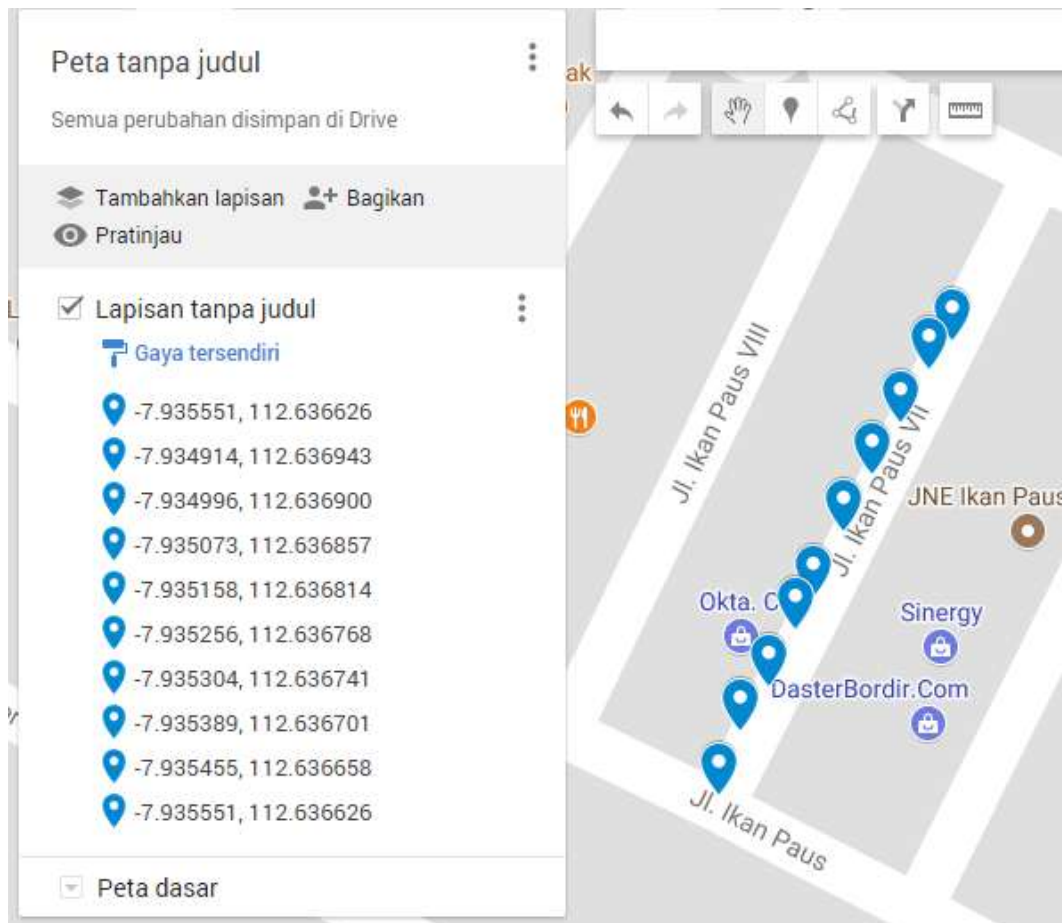 Peta tanpa judul
Semua perubahan disimpan di Drive
Tambahkan lapisan Bagikan
Pratinjau
Lapisan tanpa judul
Gaya tersendiri
-7.935551, 112.636626
-7.934914, 112.636943
-7.934996, 112.636900
-7.935073, 112.636857
-7.935158, 112.636814
-7.935256, 112.636768
-7.935304, 112.636741
-7.935389, 112.636701
-7.935455, 112.636658
-7.935551, 112.636626
Peta dasar
ak
Jl. Ikan Paus VIII
Jl. Ikan Paus VII
JNE Ikan Paus
Okta. C
Sinergy
DasterBordir.Com
Jl. Ikan Paus